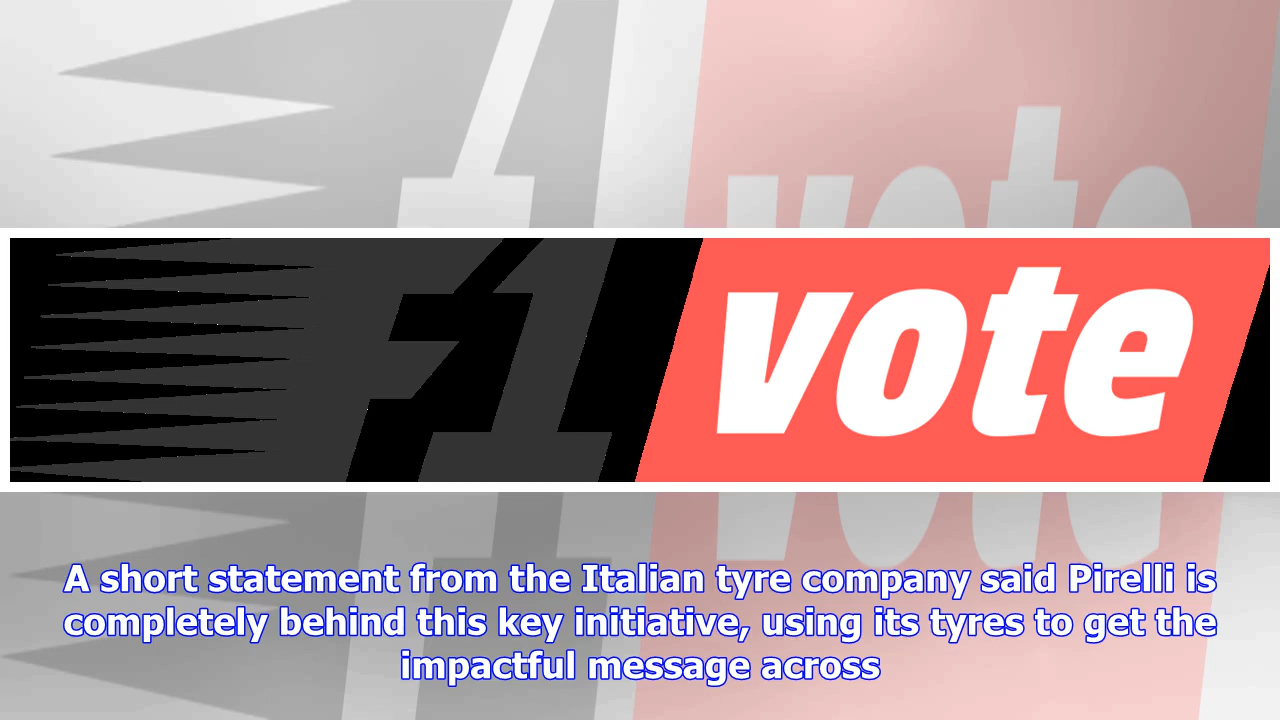 F1 vote
A short statement from the Italian tyre company said Pirelli is
completely behind this key initiative, using its tyres to get the
impactful message across